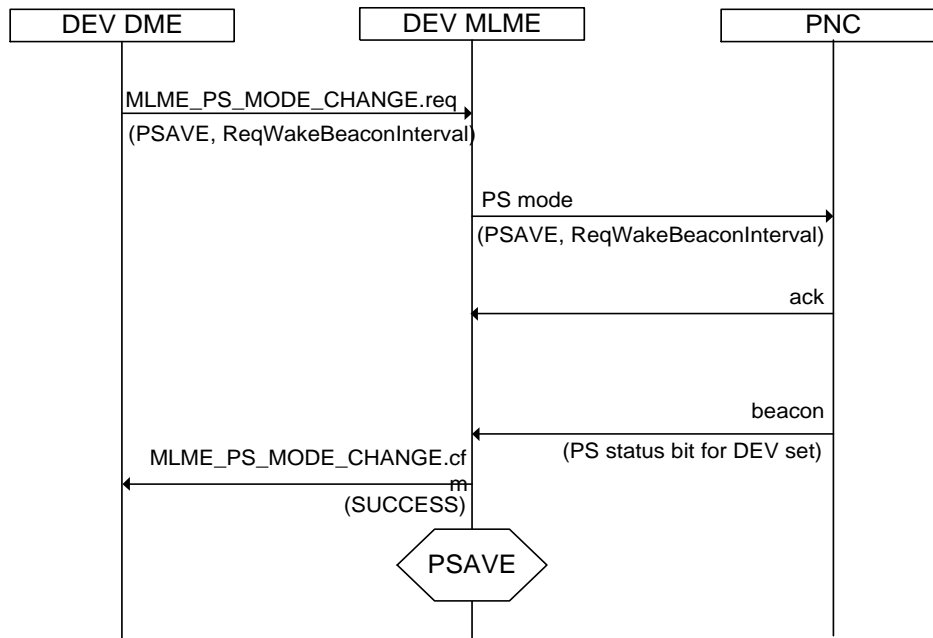 DEV DME
DEV MLME
PNC
MLME_PS_MODE_CHANGE.req
(PSAVE, ReqWakeBeaconInterval)
PS mode
(PSAVE, ReqWakeBeaconInterval)
ack
beacon
(PS status bit for DEV set)
MLME_PS_MODE_CHANGE.cf
m
(SUCCESS)
PSAVE